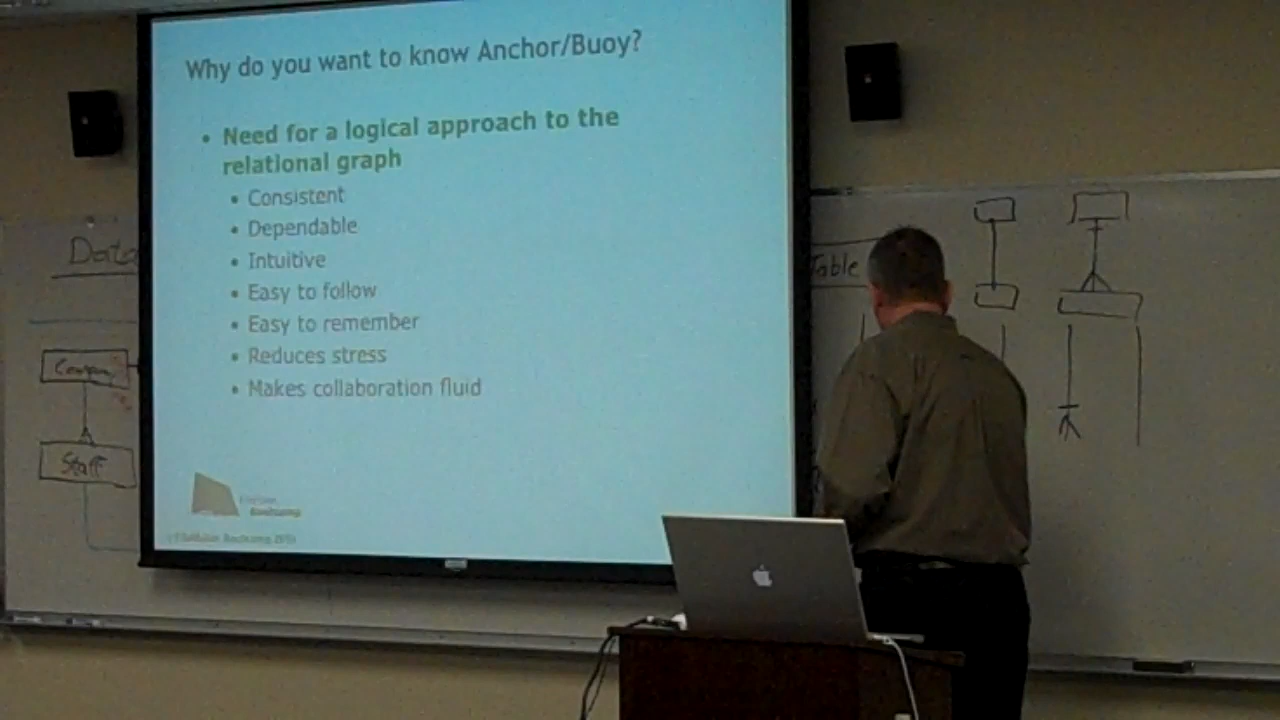 Why do you want to know Anchor/Buoy?
• Need for a logical approach to the
relational graph
• Consistent
• Dependable
• Intuitive
• Easy to follow
• Easy to remember
• Reduces stress
• Makes collaboration fluid
Bootcamp
Data
Company
Staff
Table